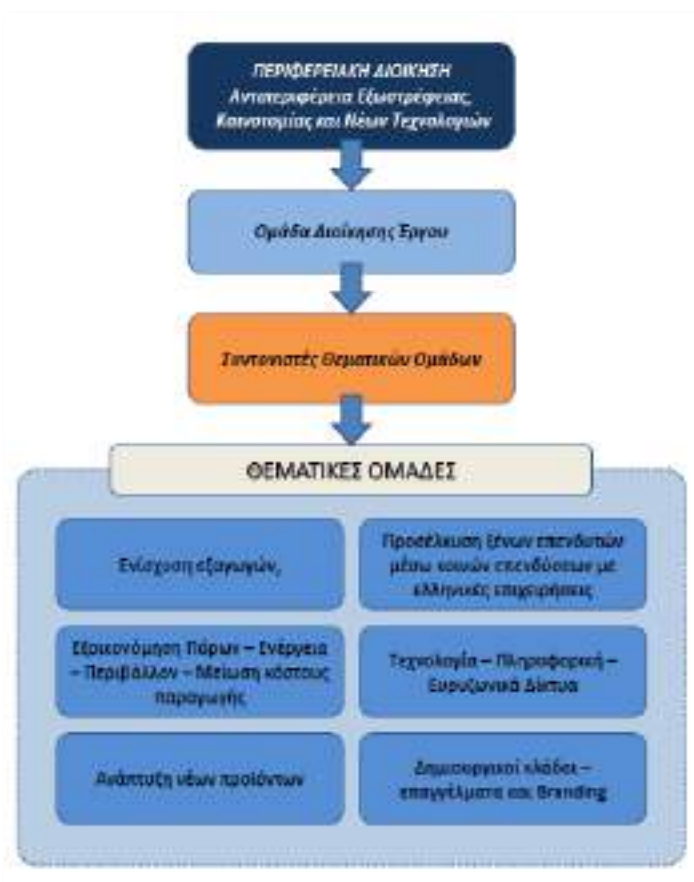 ΠΕΡΙΦΕΡΕΙΑΚΗ ΔΙΟΙΚΗΣΗ
Αντιπεριφέρεια Εξωστρέφειας,
Καινοτομίας και Νέων Τεχνολογιών
Ομάδα Διοίκησης Έργου
Συντονιστές Θεματικών Ομάδων
ΘΕΜΑΤΙΚΕΣ ΟΜΑΔΕΣ
Ενίσχυση εξαγωγών,
Προσέλκυση ξένων επενδυτών
μέσω κοινών επενδύσεων με
ελληνικές επιχειρήσεις
Εξοικονόμηση Πόρων – Ενέργεια
– Περιβάλλον – Μείωση κόστους
παραγωγής
Τεχνολογία – Πληροφορική –
Ευρυζωνικά Δίκτυα
Ανάπτυξη νέων προϊόντων
Δημιουργικοί κλάδοι –
επαγγέλματα και Branding